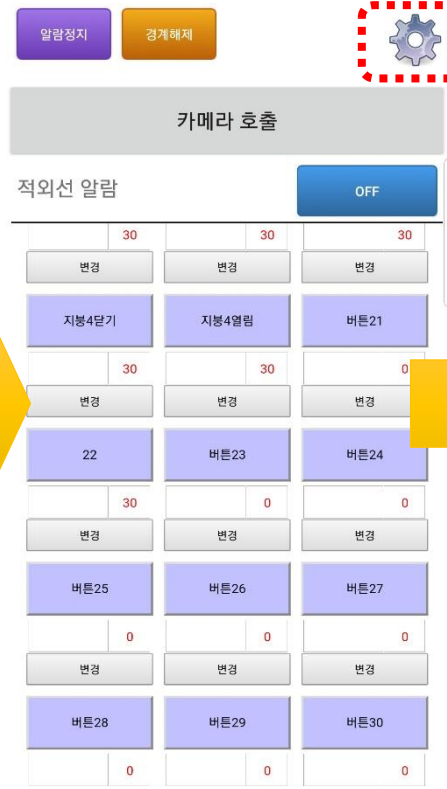 알람정지 경계해제
카메라 호출
적외선 알람 OFF
30 30 30
변경 변경 변경
지붕4닫기 지붕4열림 버튼21
30 30 0
변경 변경 변경
22 버튼23 버튼24
30 0 0
변경 변경 변경
버튼25 버튼26 버튼27
0 0 0
변경 변경 변경
버튼28 버튼29 버튼30
0 0 0